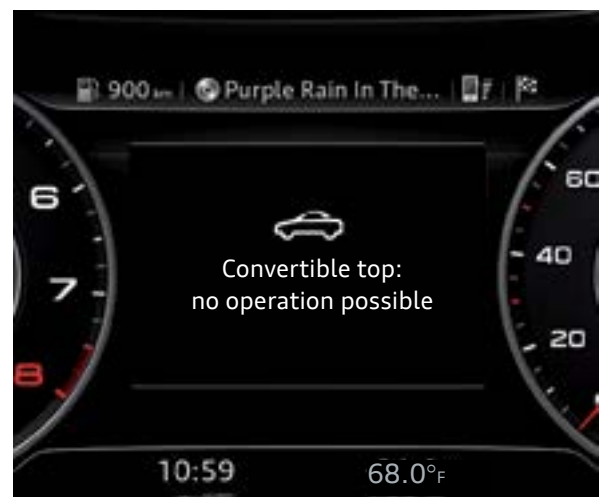 900 km
Purple Rain In The...
6
7
8
Convertible top:
no operation possible
60
40
20
10:59
68.0°F